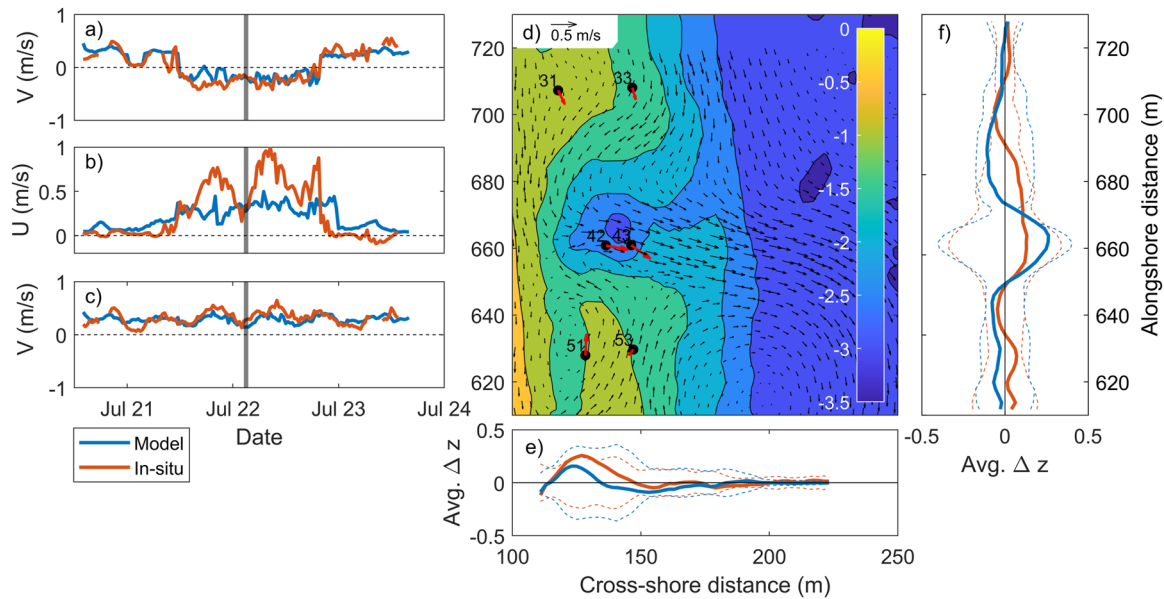 a)
V (m/s)
1
0
-1
b)
U (m/s)
1
0.5
0
c)
V (m/s)
1
0
-1
Jul 21
Jul 22
Jul 23
Jul 24
Date
Model
In-situ
d)
0.5 m/s
720
700
680
660
640
620
31
33
42
43
51
53
0
-0.5
-1
-1.5
-2
-2.5
-3
-3.5
e)
Avg. Δ z
0.5
0
-0.5
100
150
200
250
Cross-shore distance (m)
f)
720
700
680
660
640
620
Alongshore distance (m)
-0.5
0
0.5
Avg. Δ z